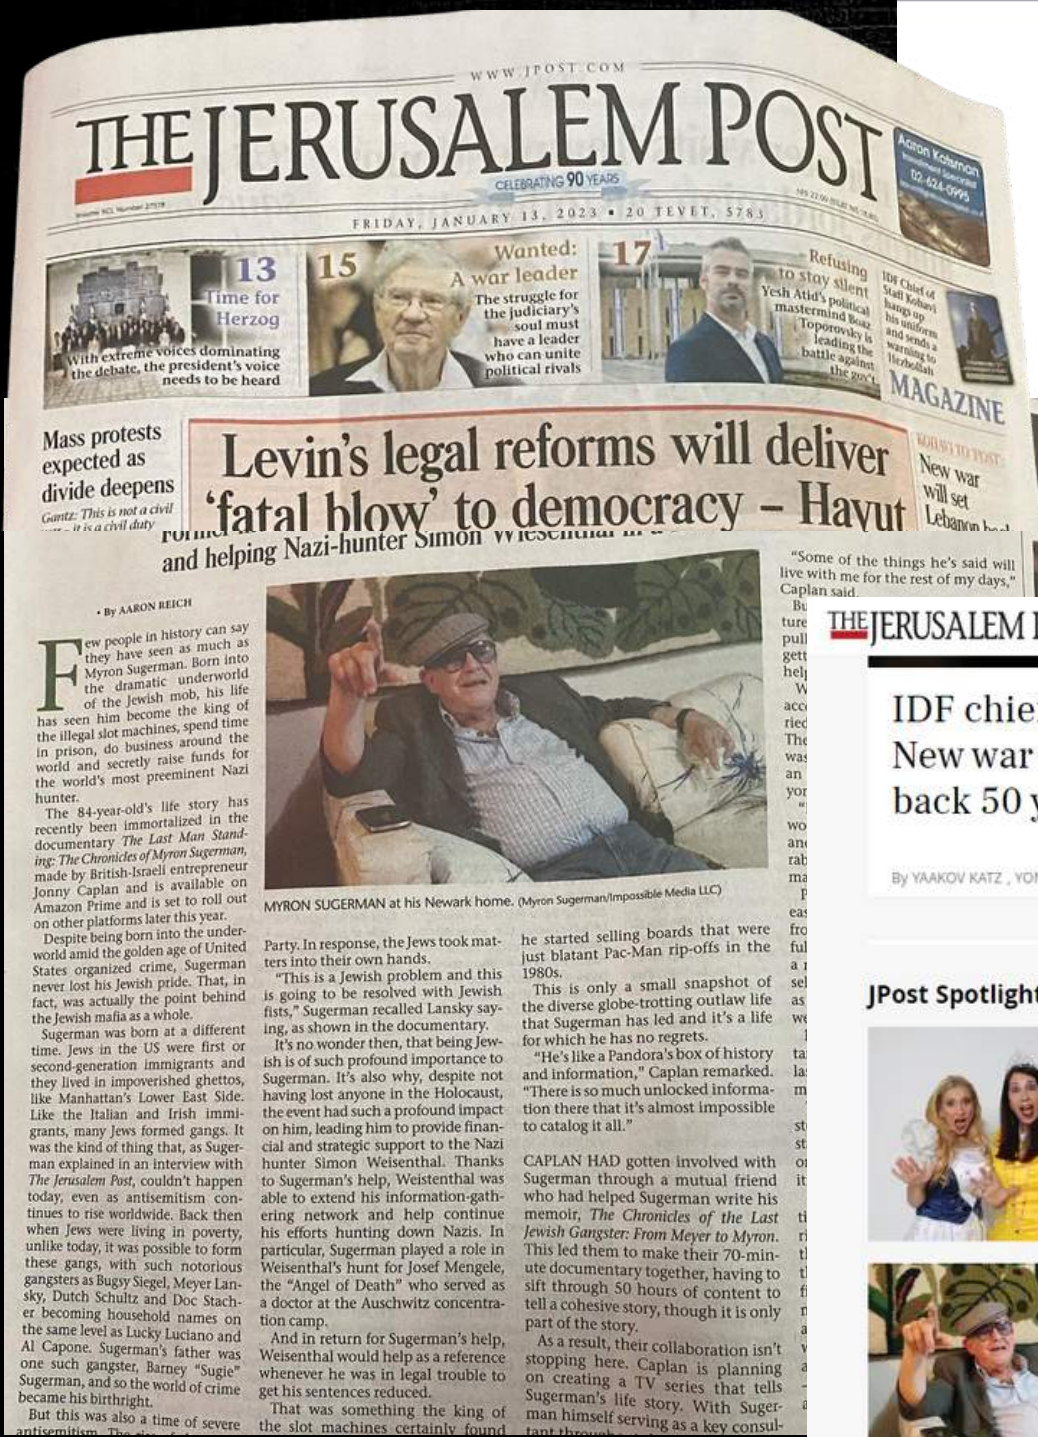 WWW.JPOST.COM
THE JERUSALEM POST
CELEBRATING 90 YEARS
FRIDAY, JANUARY 13, 2023 • 20 TEVET, 5783
Aaron Katsman
02-624-0995
13
Time for
Herzog
With extreme voices dominating
the debate, the president's voice
needs to be heard
15
Wanted:
A war leader
The struggle for
the judiciary's
soul must
have a leader
who can unite
political rivals
17
Refusing
to stay silent
Yesh Atid's political
mastermind Boaz
Toporovsky is
leading the
battle against
the gov't
IDF Chief of
Staff Kohavi
hangs up
his uniform
and sends a
warning to
Hezbollah
MAGAZINE
Mass protests
expected as
divide deepens
Gantz: This is not a civil
it is a civil duty
Levin's legal reforms will deliver
'fatal blow' to democracy – Hayut
KOHAVI TO 'POST':
New war
will set
Lebanon
and helping Nazi-hunter Simon
• By AARON REICH
Few people in history can say
they have seen as much as
Myron Sugerman. Born into
the dramatic underworld
of the Jewish mob, his life
has seen him become the king of
the illegal slot machines, spend time
in prison, do business around the
world and secretly raise funds for
the world's most preeminent Nazi
hunter.
The 84-year-old's life story has
recently been immortalized in the
documentary The Last Man Stand-
ing: The Chronicles of Myron Sugerman,
made by British-Israeli entrepreneur
Jonny Caplan and is available on
Amazon Prime and is set to roll out
on other platforms later this year.
Despite being born into the under-
world amid the golden age of United
States organized crime, Sugerman
never lost his Jewish pride. That, in
fact, was actually the point behind
the Jewish mafia as a whole.
Sugerman was born at a different
time. Jews in the US were first or
second-generation immigrants and
they lived in impoverished ghettos,
like Manhattan's Lower East Side.
Like the Italian and Irish immi-
grants, many Jews formed gangs. It
was the kind of thing that, as Suger-
man explained in an interview with
The Jerusalem Post, couldn't happen
today, even as antisemitism con-
tinues to rise worldwide. Back then
when Jews were living in poverty,
unlike today, it was possible to form
these gangs, with such notorious
gangsters as Bugsy Siegel, Meyer Lan-
sky, Dutch Schultz and Doc Stach-
er becoming household names on
the same level as Lucky Luciano and
Al Capone. Sugerman's father was
one such gangster, Barney "Sugie"
Sugerman, and so the world of crime
became his birthright.
But this was also a time of severe
antisemitism.
MYRON SUGERMAN at his Newark home. (Myron Sugerman/Impossible Media LLC)
Party. In response, the Jews took mat-
ters into their own hands.
"This is a Jewish problem and this
is going to be resolved with Jewish
fists," Sugerman recalled Lansky say-
ing, as shown in the documentary.
It's no wonder then, that being Jew-
ish is of such profound importance to
Sugerman. It's also why, despite not
having lost anyone in the Holocaust,
the event had such a profound impact
on him, leading him to provide finan-
cial and strategic support to the Nazi
hunter Simon Weisenthal. Thanks
to Sugerman's help, Weistenthal was
able to extend his information-gath-
ering network and help continue
his efforts hunting down Nazis. In
particular, Sugerman played a role in
Weisenthal's hunt for Josef Mengele,
the "Angel of Death" who served as
a doctor at the Auschwitz concentra-
tion camp.
And in return for Sugerman's help,
Weisenthal would help as a reference
whenever he was in legal trouble to
get his sentences reduced.
That was something the king of
the slot machines certainly found
he started selling boards that were
just blatant Pac-Man rip-offs in the
1980s.
This is only a small snapshot of
the diverse globe-trotting outlaw life
that Sugerman has led and it's a life
for which he has no regrets.
"He's like a Pandora's box of history
and information," Caplan remarked.
"There is so much unlocked informa-
tion there that it's almost impossible
to catalog it all."
CAPLAN HAD gotten involved with
Sugerman through a mutual friend
who had helped Sugerman write his
memoir, The Chronicles of the Last
Jewish Gangster: From Meyer to Myron.
This led them to make their 70-min-
ute documentary together, having to
sift through 50 hours of content to
tell a cohesive story, though it is only
part of the story.
As a result, their collaboration isn't
stopping here. Caplan is planning
on creating a TV series that tells
Sugerman's life story. With Suger-
man himself serving as a key consul-
"Some of the things he's said will
live with me for the rest of my days,"
Caplan said.
THE JERUSALEM
IDF chie
New war
back 50 y
By YAAKOV KATZ , YON
JPost Spotlight